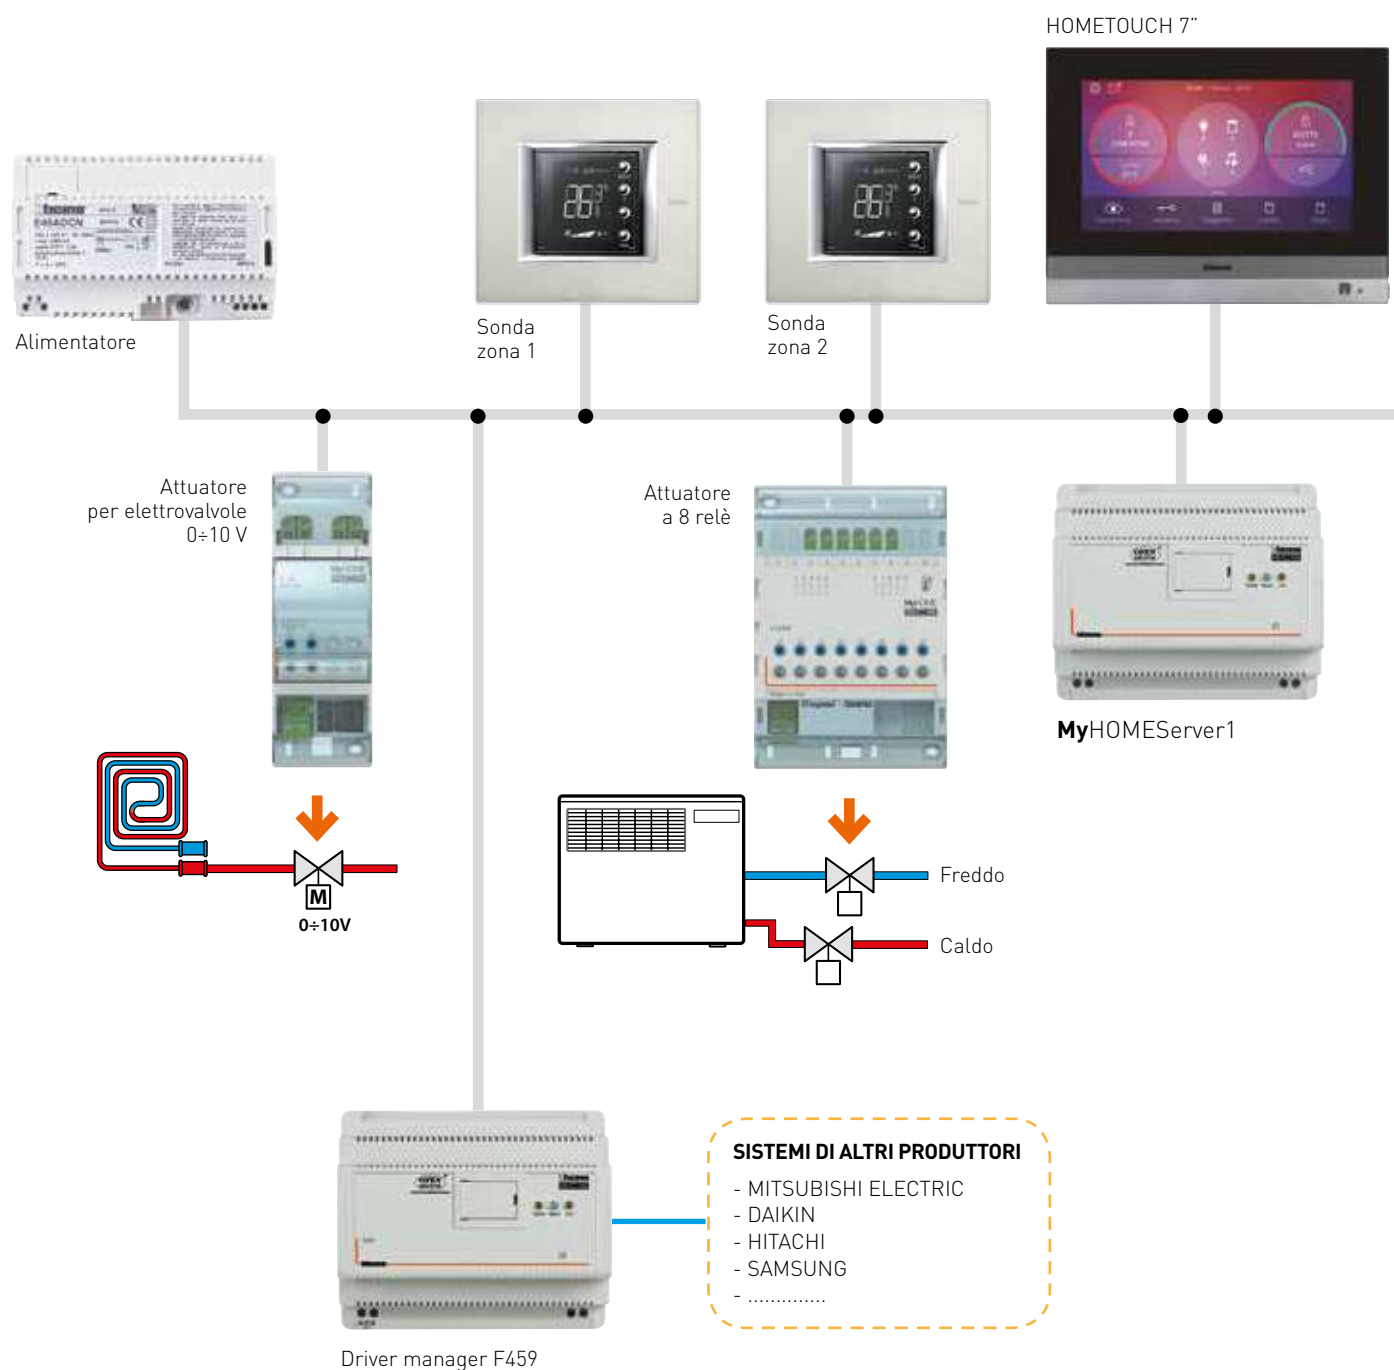 HOMETOUCH 7”
Alimentatore
Sonda
zona 1
Sonda
zona 2
Attuatore
per elettrovalvole
0÷10 V
Attuatore
a 8 relè
MyHOMEServer1
M
0÷10V
Freddo
Caldo
SISTEMI DI ALTRI PRODUTTORI
- MITSUBISHI ELECTRIC
- DAIKIN
- HITACHI
- SAMSUNG
- ..............
Driver manager F459